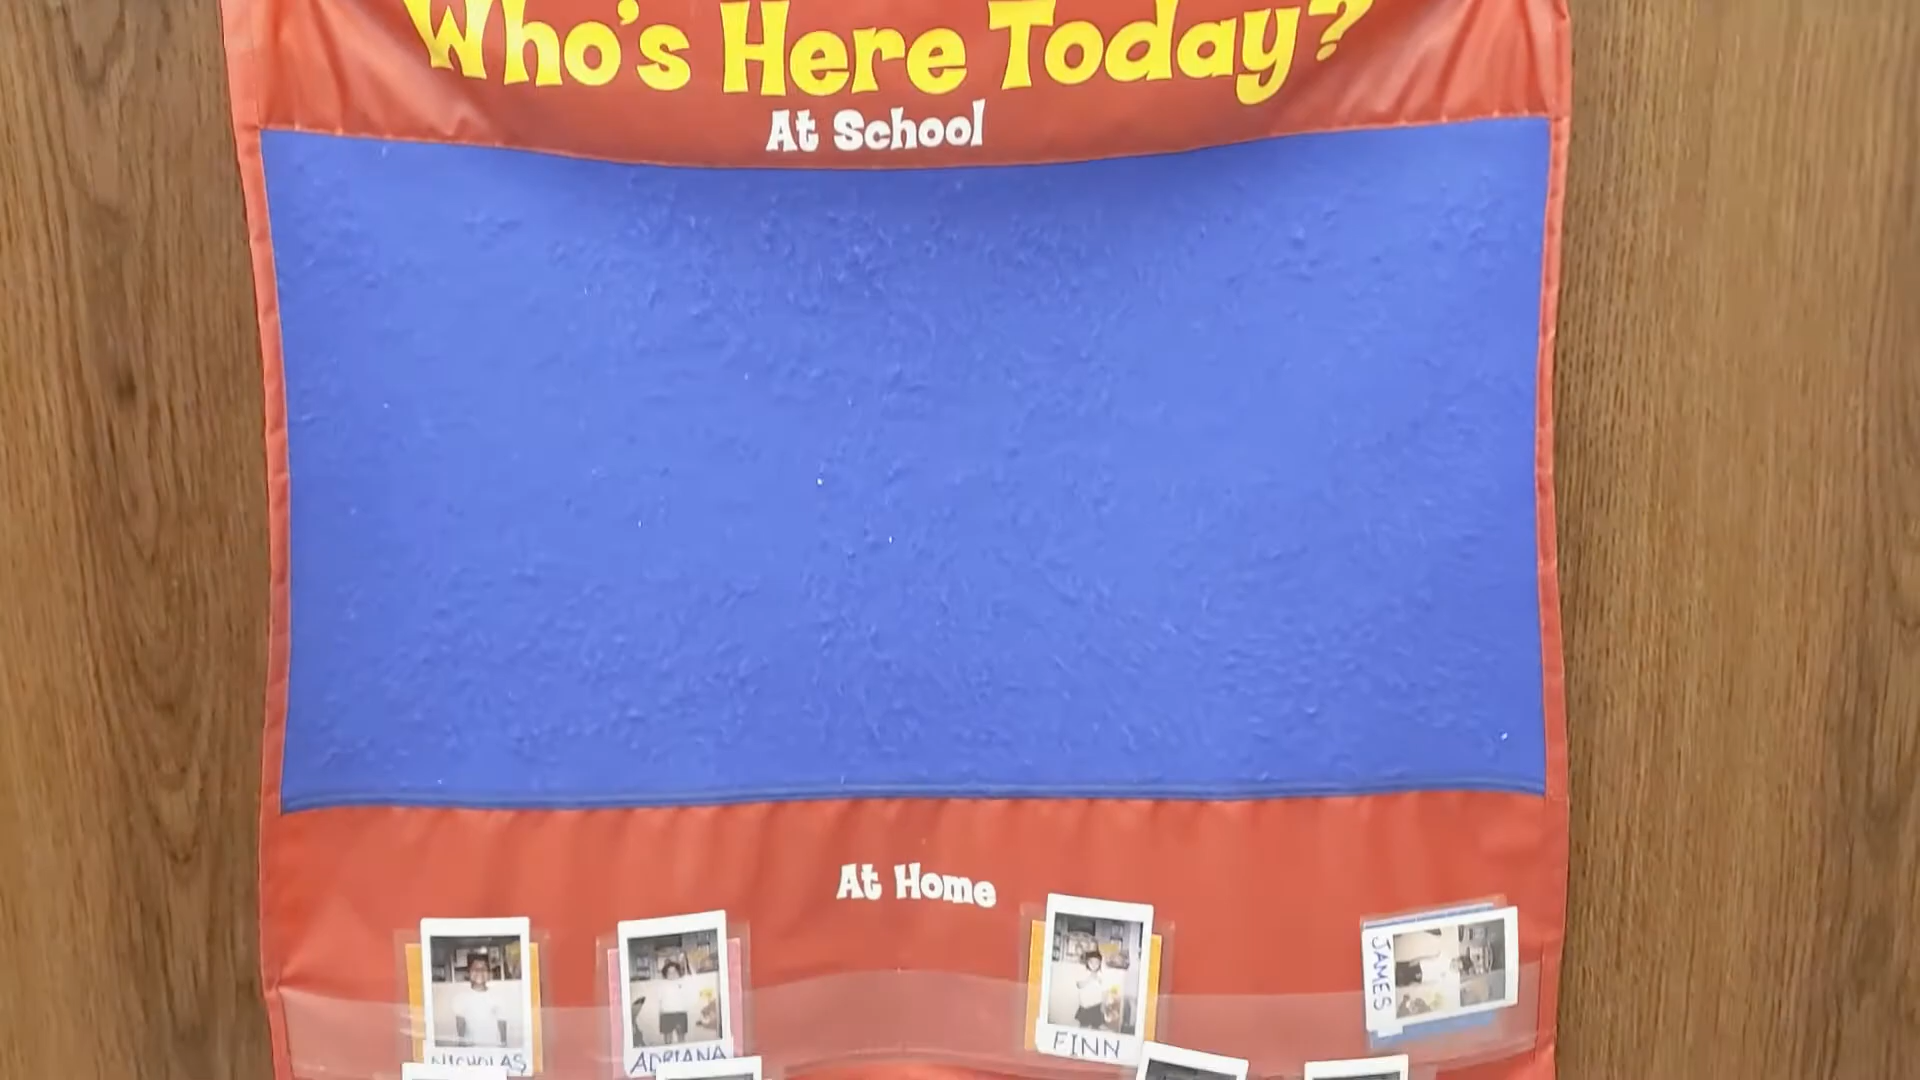 Who's Here Today?
At School
At Home
NICHOLAS
ADRIANA
FINN
JAMES